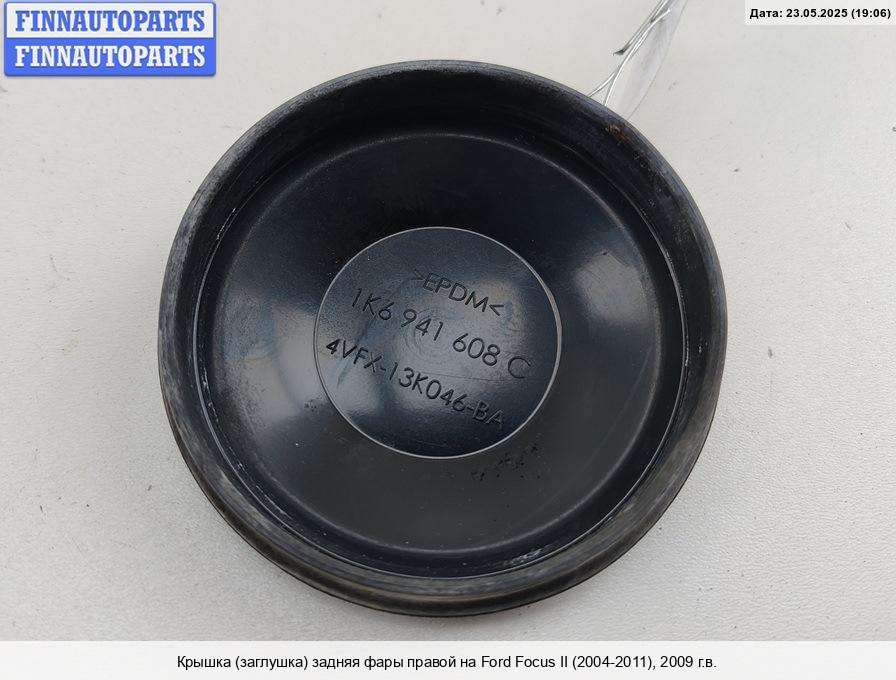 FINNAUTOPARTS
FINNAUTOPARTS
Дата: 23.05.2025 (19:06)
>EPDM<
1K6 941 608 C
4VFX-13K046-BA
Крышка (заглушка) задняя фары правой на Ford Focus II (2004-2011), 2009 г.в.